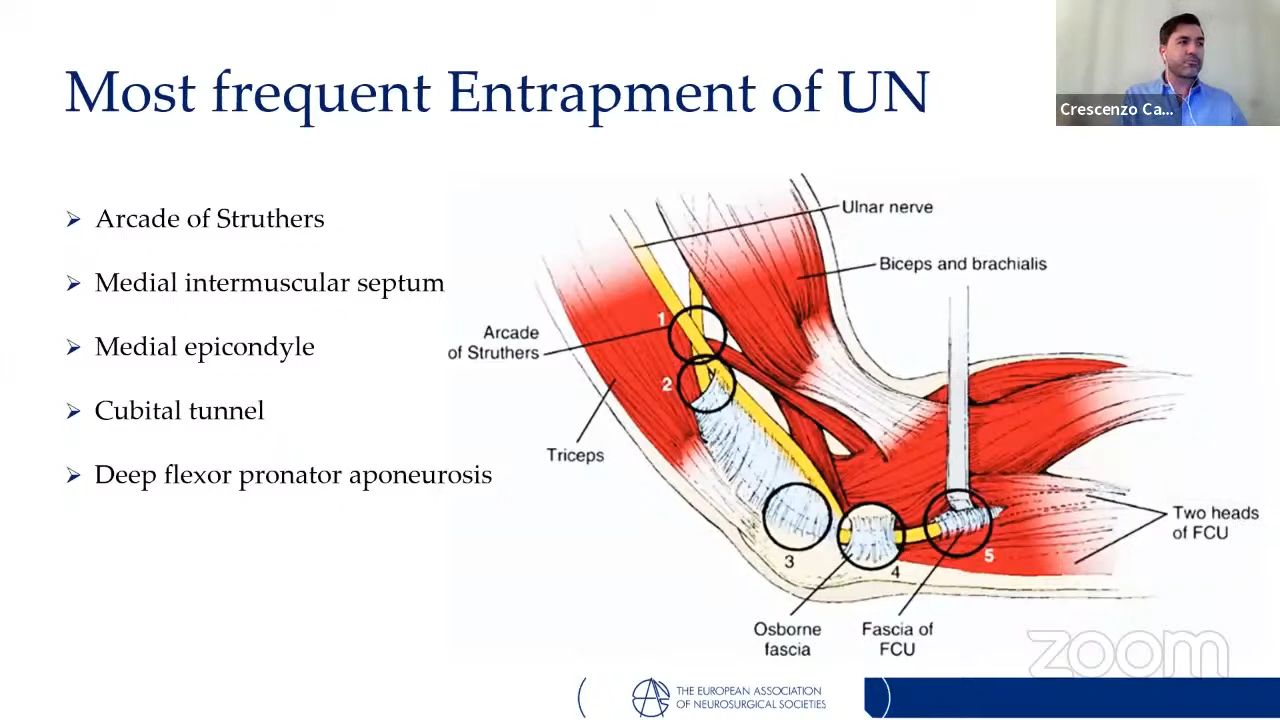 Most frequent Entrapment of UN
Crescenzo Ca...
Arcade of Struthers
Medial intermuscular septum
Medial epicondyle
Cubital tunnel
Deep flexor pronator aponeurosis
Ulnar nerve
Biceps and brachialis
1
Arcade
of Struthers
2
Triceps
Two heads
of FCU
3
4
5
Osborne
fascia
Fascia of
FCU
zoom
THE EUROPEAN ASSOCIATION
OF NEUROSURGICAL SOCIETIES